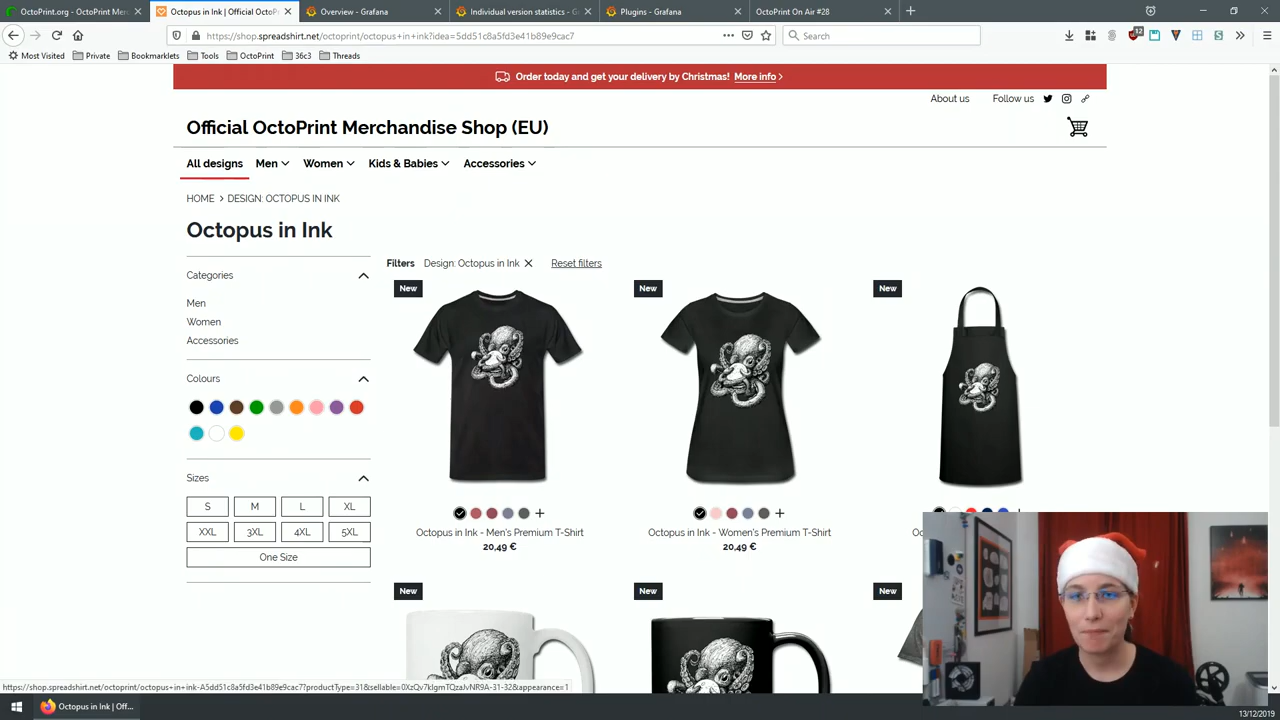 OctoPrint.org - OctoPrint Mer
Octopus in Ink | Official OctoP
Overview - Grafana
Individual version statistics - G
Plugins - Grafana
OctoPrint On Air #28
https://shop.spreadshirt.net/octoprint/octopus+in+ink?idea=5dd51c8a5fd3e41b89e9cac7
Search
12
Most Visited
Private
Bookmarklets
Tools
OctoPrint
36c3
Threads
Order today and get your delivery by Christmas! More info
About us
Follow us
Official OctoPrint Merchandise Shop (EU)
All designs
Men
Women
Kids & Babies
Accessories
HOME > DESIGN: OCTOPUS IN INK
Octopus in Ink
Filters
Design: Octopus in Ink
Reset filters
Categories
Men
Women
Accessories
Colours
Sizes
S
M
L
XL
XXL
3XL
4XL
5XL
One Size
New
New
New
Octopus in Ink - Men's Premium T-Shirt
20,49 €
Octopus in Ink - Women's Premium T-Shirt
20,49 €
New
New
New
Octopus in Ink | Off...
13/12/2019